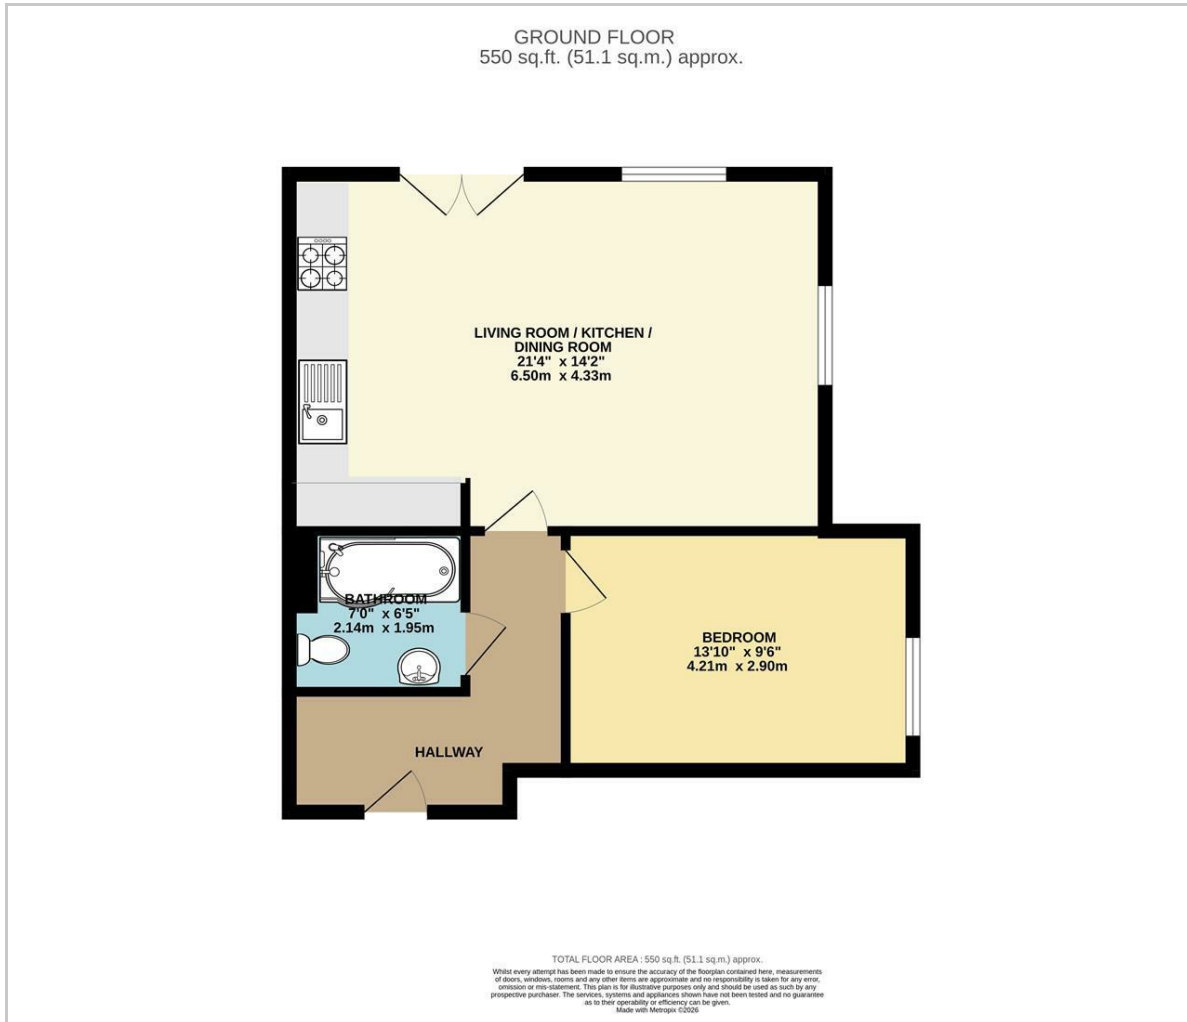 GROUND FLOOR
550 sq.ft. (51.1 sq.m.) approx.
LIVING ROOM / KITCHEN /
DINING ROOM
21'4" x 14'2"
6.50m x 4.33m
BATHROOM
7'0" x 6'5"
2.14m x 1.95m
BEDROOM
13'10" x 9'6"
4.21m x 2.90m
HALLWAY
TOTAL FLOOR AREA : 550 sq.ft. (51.1 sq.m.) approx.
Whilst every attempt has been made to ensure the accuracy of the floorplan contained here, measurements
of doors, windows, rooms and any other items are approximate and no responsibility is taken for any error,
omission or mis-statement. This plan is for illustrative purposes only and should be used as such by any
prospective purchaser. The services, systems and appliances shown have not been tested and no guarantee
as to their operability or efficiency can be given.
Made with Metropix ©2026